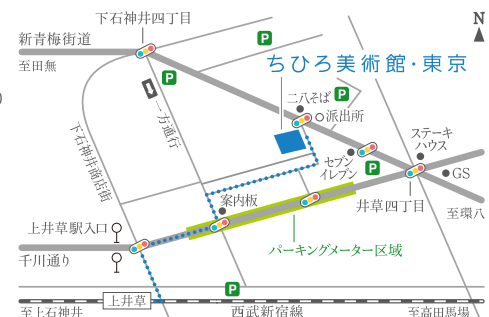 下石神井四丁目
N
新青梅街道
至田無
P
P
ちひろ美術館・東京
一方通行
二八そば
P
派出所
下石神井商店街
セブン
イレブン
P
ステーキ
ハウス
GS
案内板
井草四丁目
至環八
上井草駅入口
千川通り
パーキングメーター区域
P
上井草
至上石神井
西武新宿線
至高田馬場